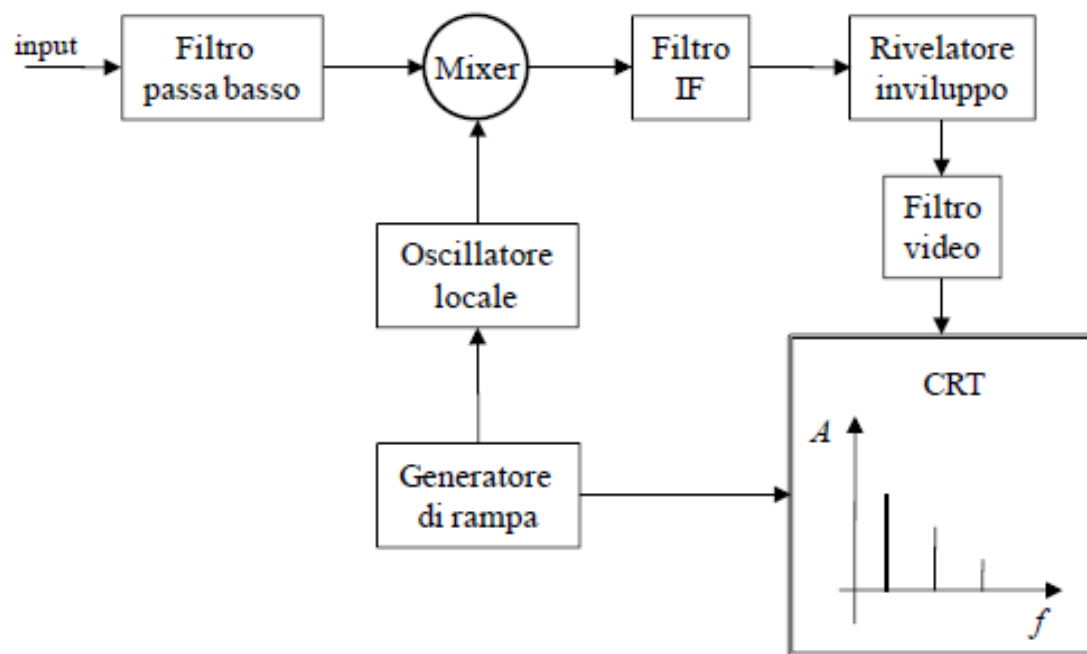 input
Filtro
passa basso
Mixer
Filtro
IF
Rivelatore
inviluppo
Filtro
video
Oscillatore
locale
Generatore
di rampa
CRT
A
f